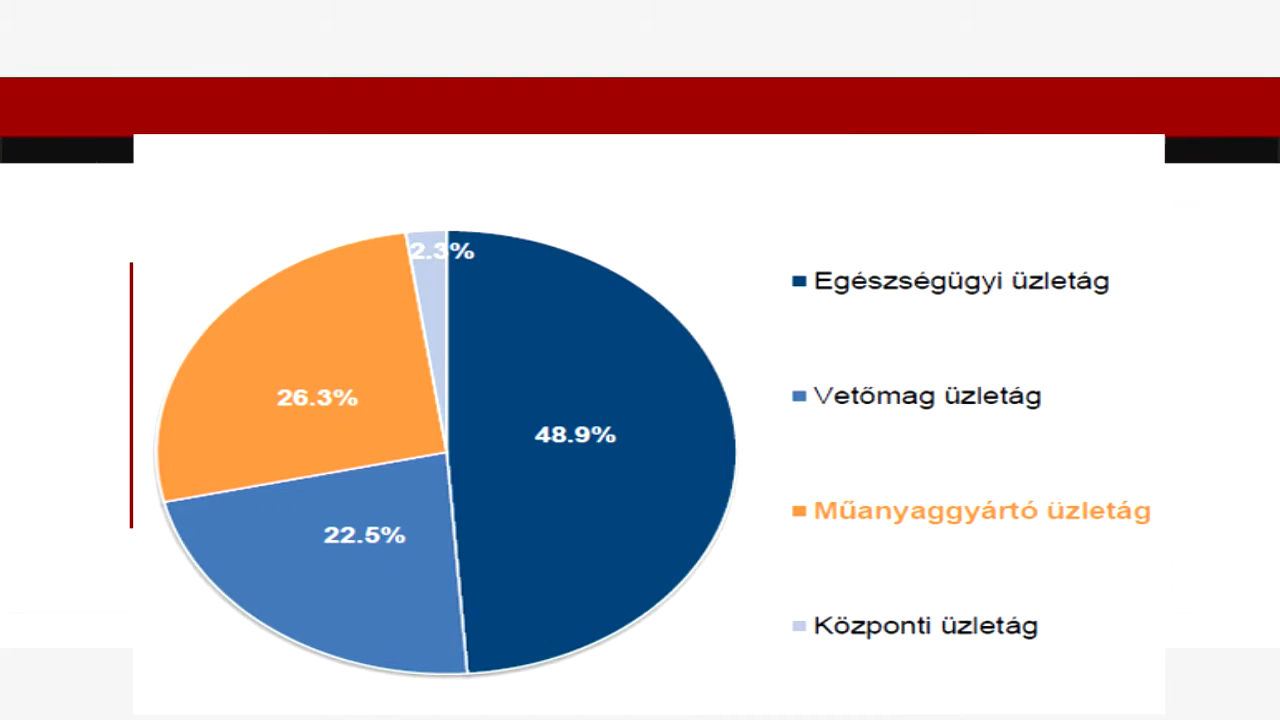 2.3%
26.3%
48.9%
22.5%
Egészségügyi üzletág
Vetőmag üzletág
Műanyaggyártó üzletág
Központi üzletág